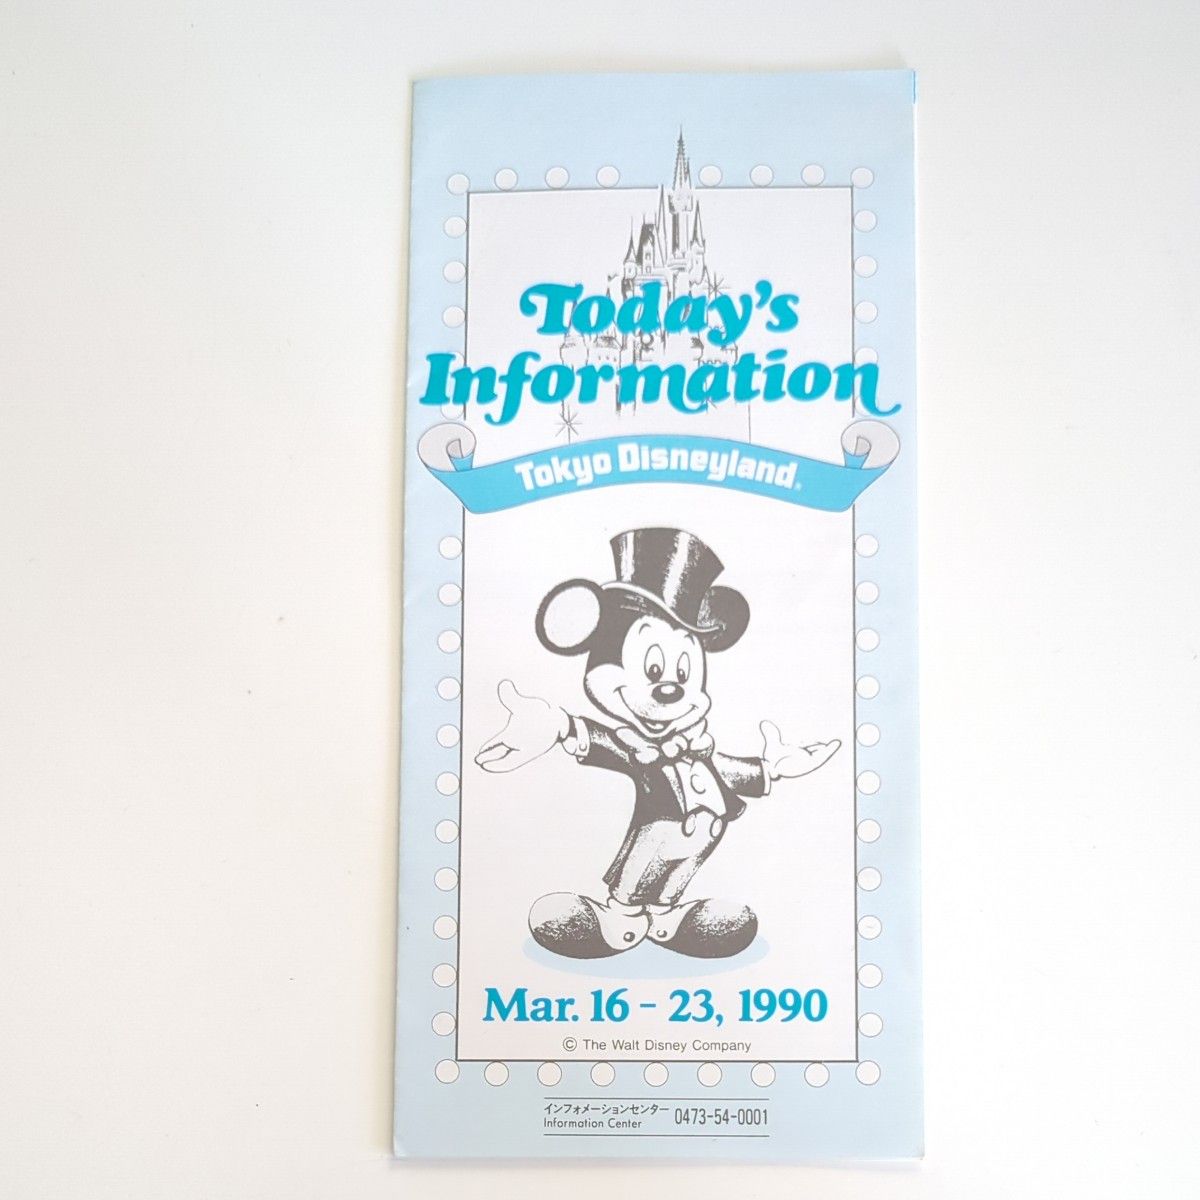 Today's
Information
Tokyo Disneyland®
Mar. 16 - 23, 1990
© The Walt Disney Company
インフォメーションセンター 0473-54-0001
Information Center